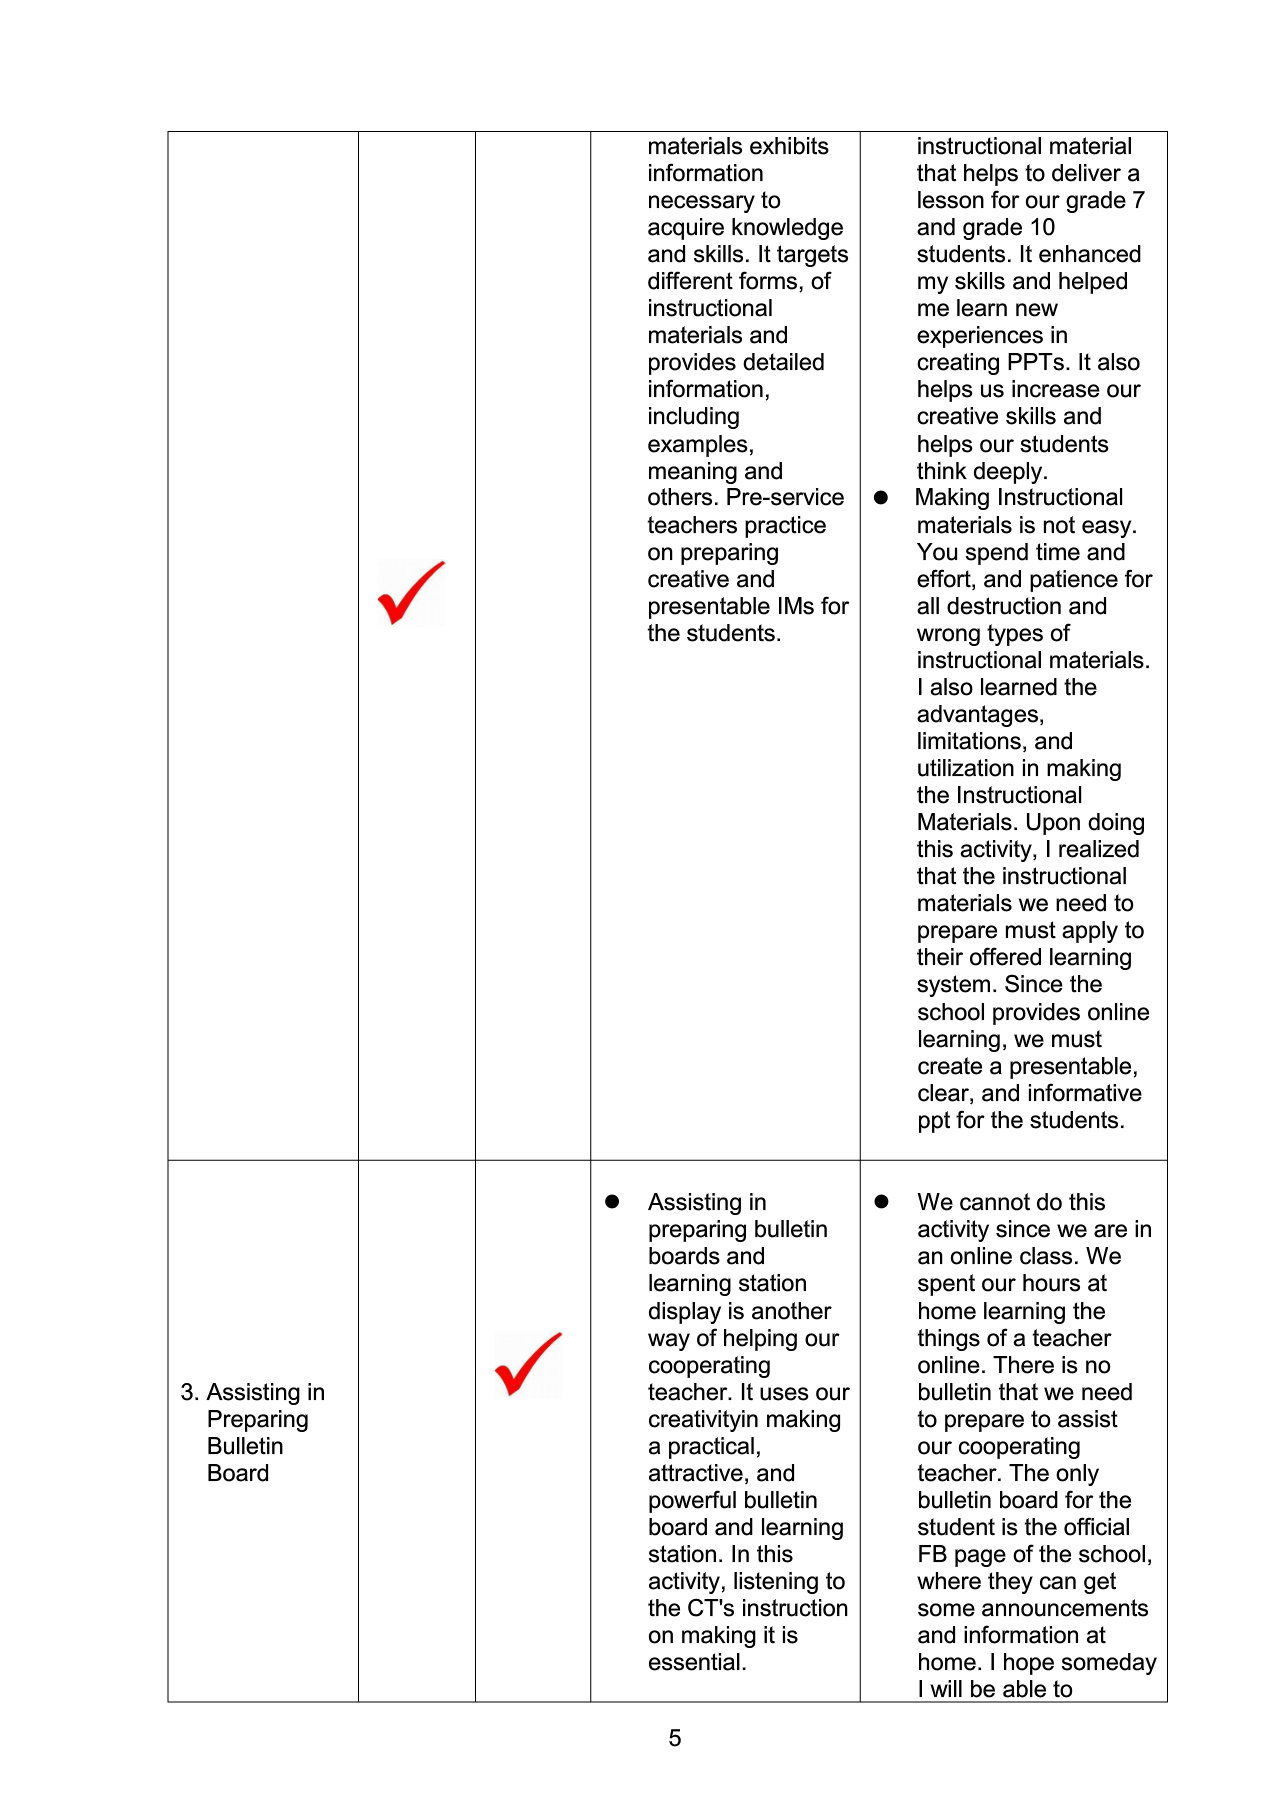 materials exhibits
information
necessary to
acquire knowledge
and skills. It targets
different forms, of
instructional
materials and
provides detailed
information,
including
examples,
meaning and
others. Pre-service
teachers practice
on preparing
creative and
presentable IMs for
the students.
instructional material
that helps to deliver a
lesson for our grade 7
and grade 10
students. It enhanced
my skills and helped
me learn new
experiences in
creating PPTs. It also
helps us increase our
creative skills and
helps our students
think deeply.
● Making Instructional
materials is not easy.
You spend time and
effort, and patience for
all destruction and
wrong types of
instructional materials.
I also learned the
advantages,
limitations, and
utilization in making
the Instructional
Materials. Upon doing
this activity, I realized
that the instructional
materials we need to
prepare must apply to
their offered learning
system. Since the
school provides online
learning, we must
create a presentable,
clear, and informative
ppt for the students.
3. Assisting in
Preparing
Bulletin
Board
● Assisting in
preparing bulletin
boards and
learning station
display is another
way of helping our
cooperating
teacher. It uses our
creativityin making
a practical,
attractive, and
powerful bulletin
board and learning
station. In this
activity, listening to
the CT's instruction
on making it is
essential.
● We cannot do this
activity since we are in
an online class. We
spent our hours at
home learning the
things of a teacher
online. There is no
bulletin that we need
to prepare to assist
our cooperating
teacher. The only
bulletin board for the
student is the official
FB page of the school,
where they can get
some announcements
and information at
home. I hope someday
I will be able to
5